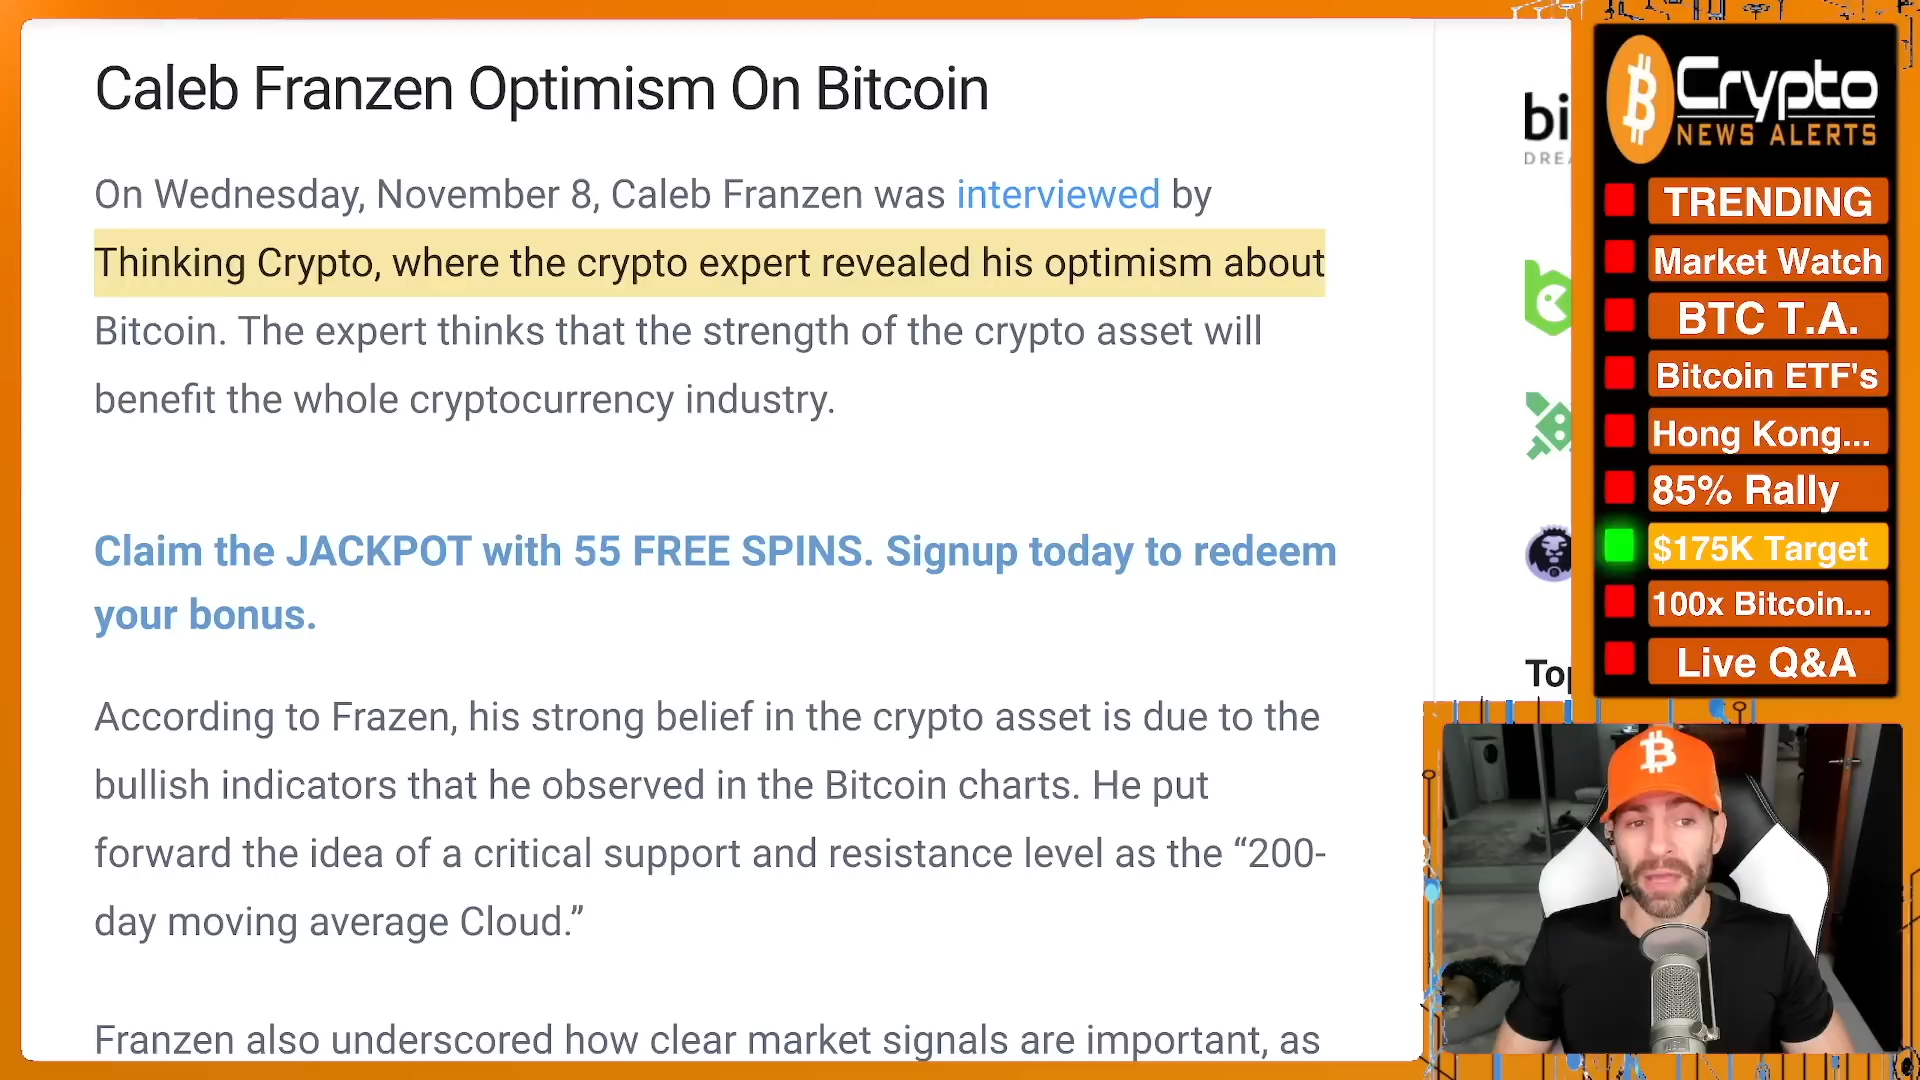 Caleb Franzen Optimism On Bitcoin
On Wednesday, November 8, Caleb Franzen was interviewed by
Thinking Crypto, where the crypto expert revealed his optimism about
Bitcoin. The expert thinks that the strength of the crypto asset will
benefit the whole cryptocurrency industry.
Claim the JACKPOT with 55 FREE SPINS. Signup today to redeem
your bonus.
According to Frazen, his strong belief in the crypto asset is due to the
bullish indicators that he observed in the Bitcoin charts. He put
forward the idea of a critical support and resistance level as the “200-
day moving average Cloud.”
Franzen also underscored how clear market signals are important, as
Crypto
NEWS ALERTS
TRENDING
Market Watch
BTC T.A.
Bitcoin ETF's
Hong Kong...
85% Rally
$175K Target
100x Bitcoin...
Live Q&A